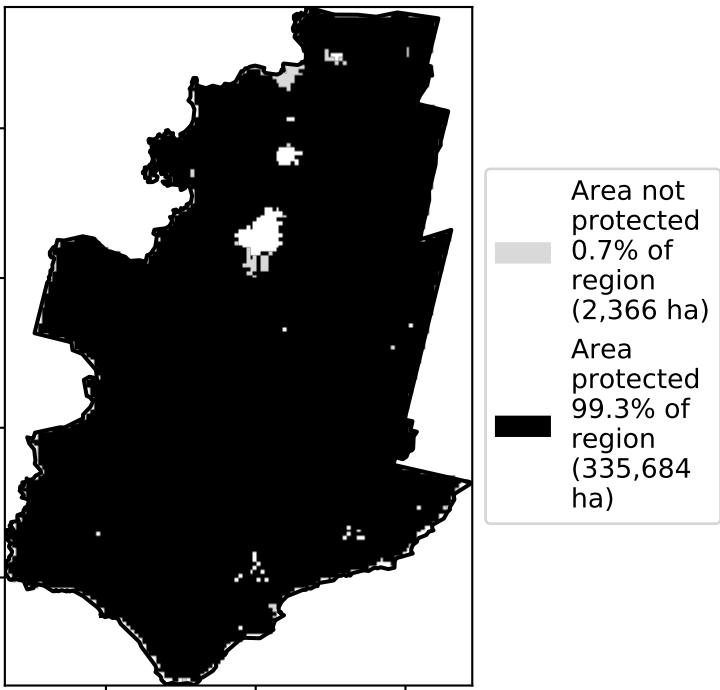 Area not
protected
0.7% of
region
(2,366 ha)
Area
protected
99.3% of
region
(335,684
ha)